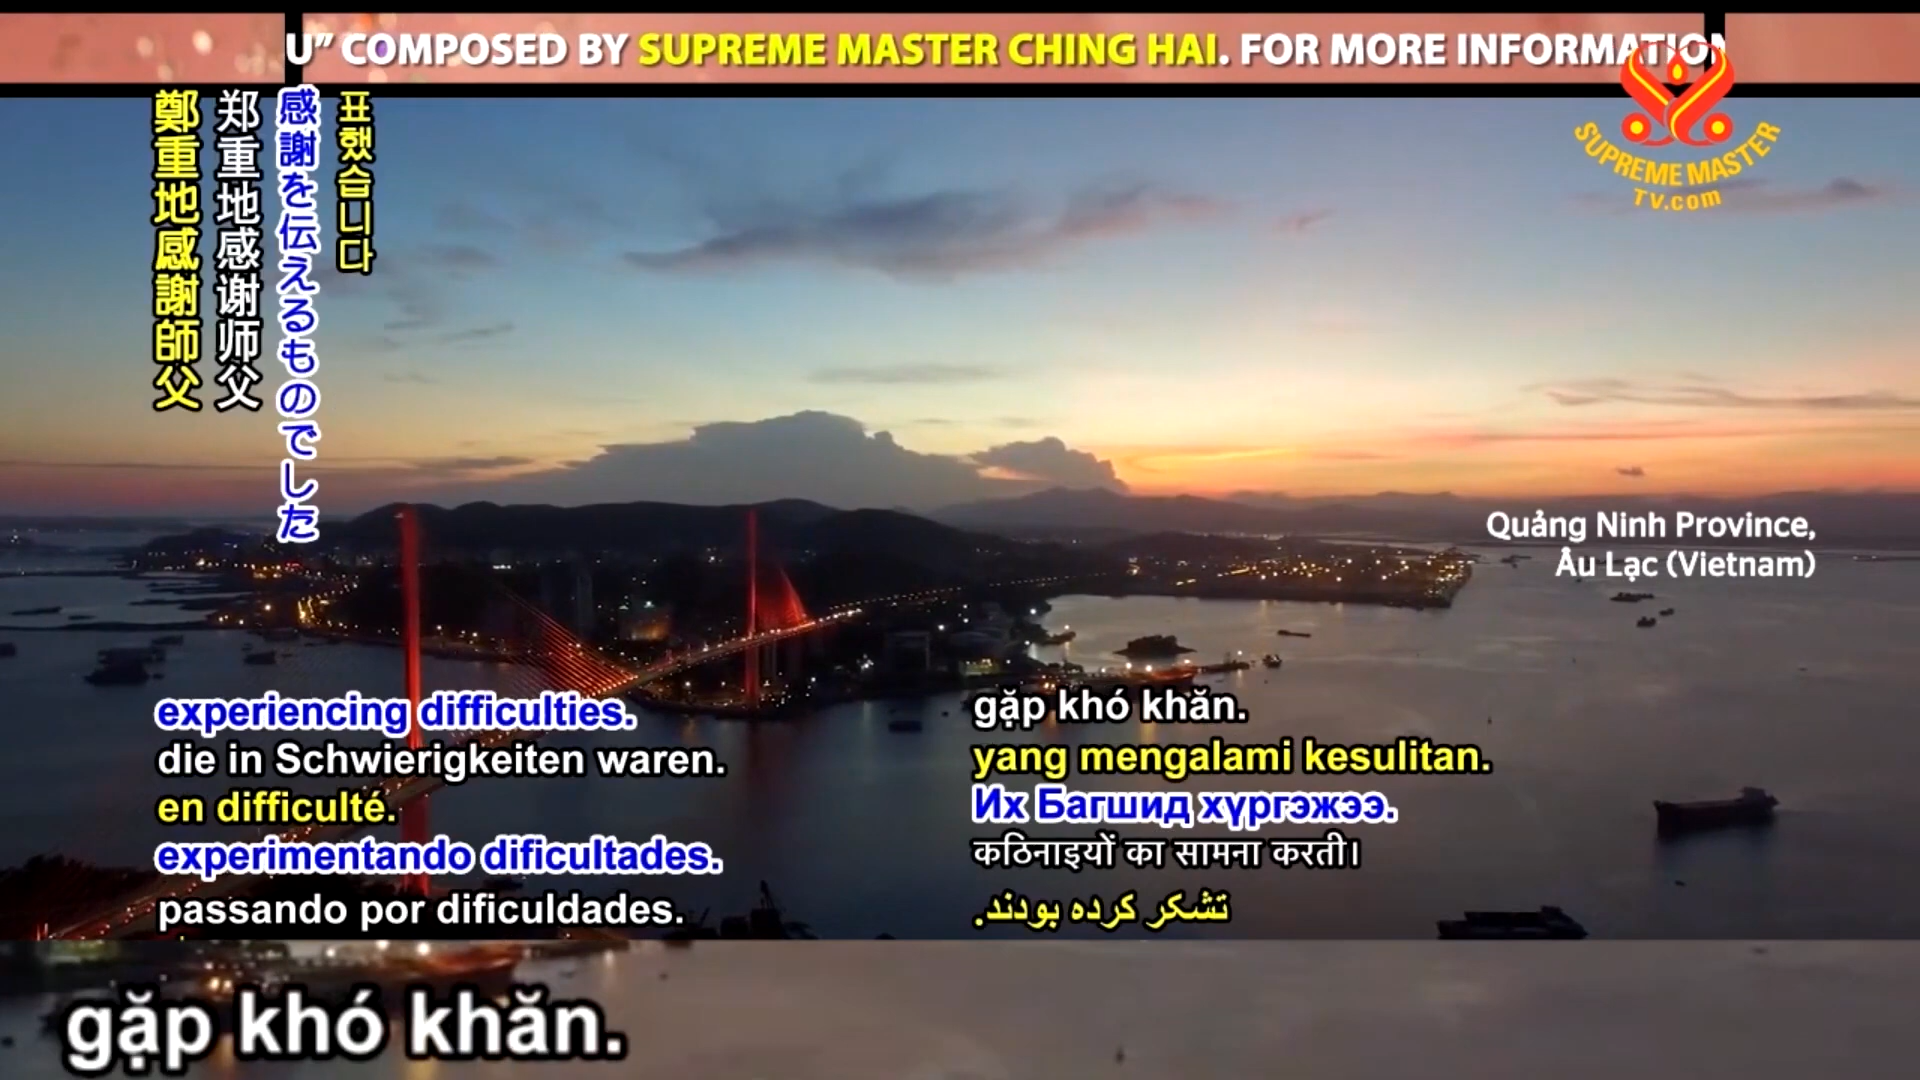 U” COMPOSED BY SUPREME MASTER CHING HAI. FOR MORE INFORMATION
SUPREME MASTER
TV.com
표했습니다
感謝を伝えるものでした
郑重地感谢师父
鄭重地感謝師父
Quảng Ninh Province,
Âu Lạc (Vietnam)
experiencing difficulties.
die in Schwierigkeiten waren.
en difficulté.
experimentando dificultades.
passando por dificuldades.
gặp khó khăn.
yang mengalami kesulitan.
Их Багшид хүргэжээ.
कठिनाइयों का सामना करती।
تشکر کرده بودند.
gặp khó khăn.